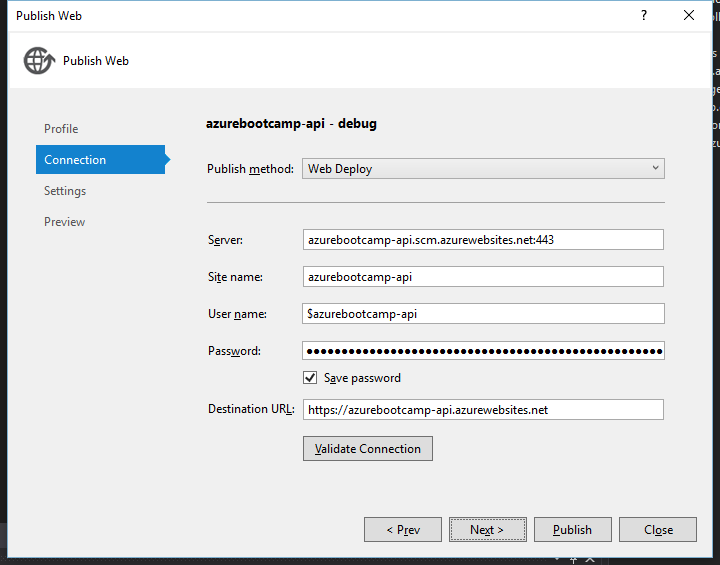 Publish Web
?
Publish Web
azurebootcamp-api - debug
Profile
Connection
Settings
Preview
Publish method: Web Deploy
Server: azurebootcamp-api.scm.azurewebsites.net:443
Site name: azurebootcamp-api
User name: $azurebootcamp-api
Password:
Save password
Destination URL: https://azurebootcamp-api.azurewebsites.net
Validate Connection
< Prev Next > Publish Close